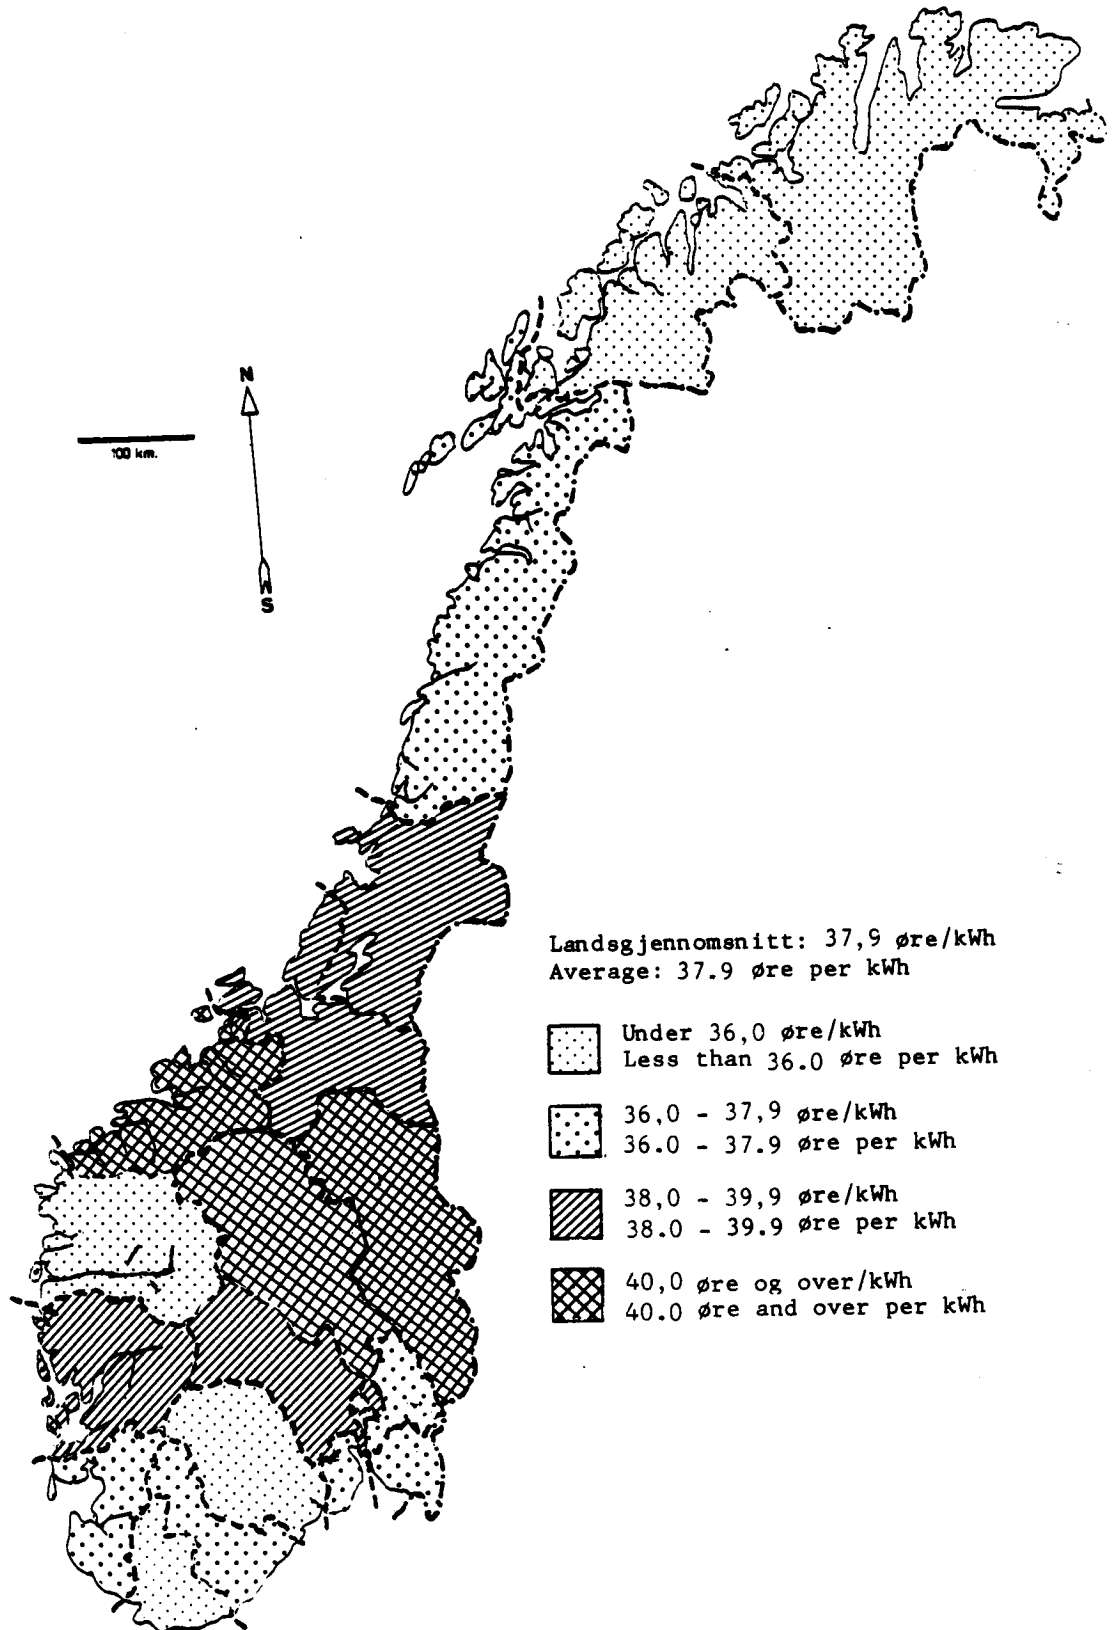 N
100 km.
S
Landsgjennomsnitt: 37,9 øre/kWh
Average: 37.9 øre per kWh
Under 36,0 øre/kWh
Less than 36.0 øre per kWh
36,0 - 37,9 øre/kWh
36.0 - 37.9 øre per kWh
38,0 - 39,9 øre/kWh
38.0 - 39.9 øre per kWh
40,0 øre og over/kWh
40.0 øre and over per kWh